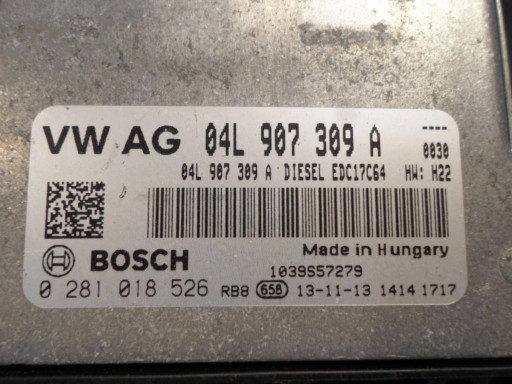 VW AG 04L 907 309 A ----
0030
04L 907 309 A DIESEL EDC17C64 HW: H22
Made in Hungary
BOSCH
1039S57279
0 281 018 526 RB8 658 13-11-13 1414 1717